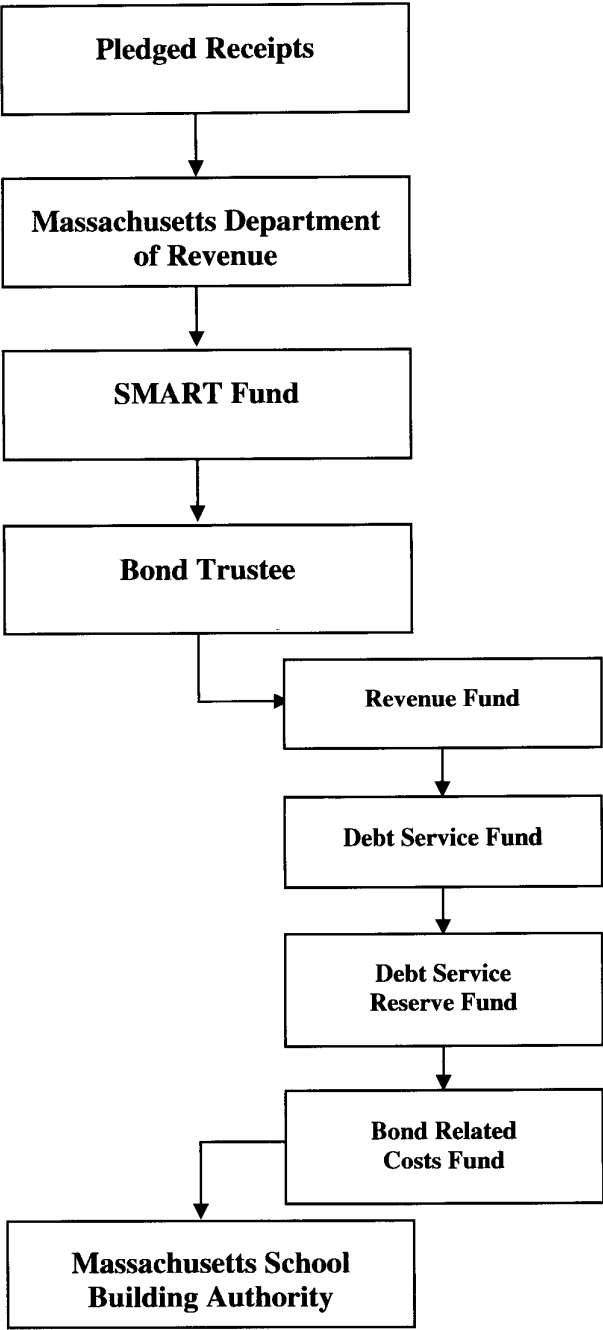 Pledged Receipts
Massachusetts Department
of Revenue
SMART Fund
Bond Trustee
Revenue Fund
Debt Service Fund
Debt Service
Reserve Fund
Bond Related
Costs Fund
Massachusetts School
Building Authority